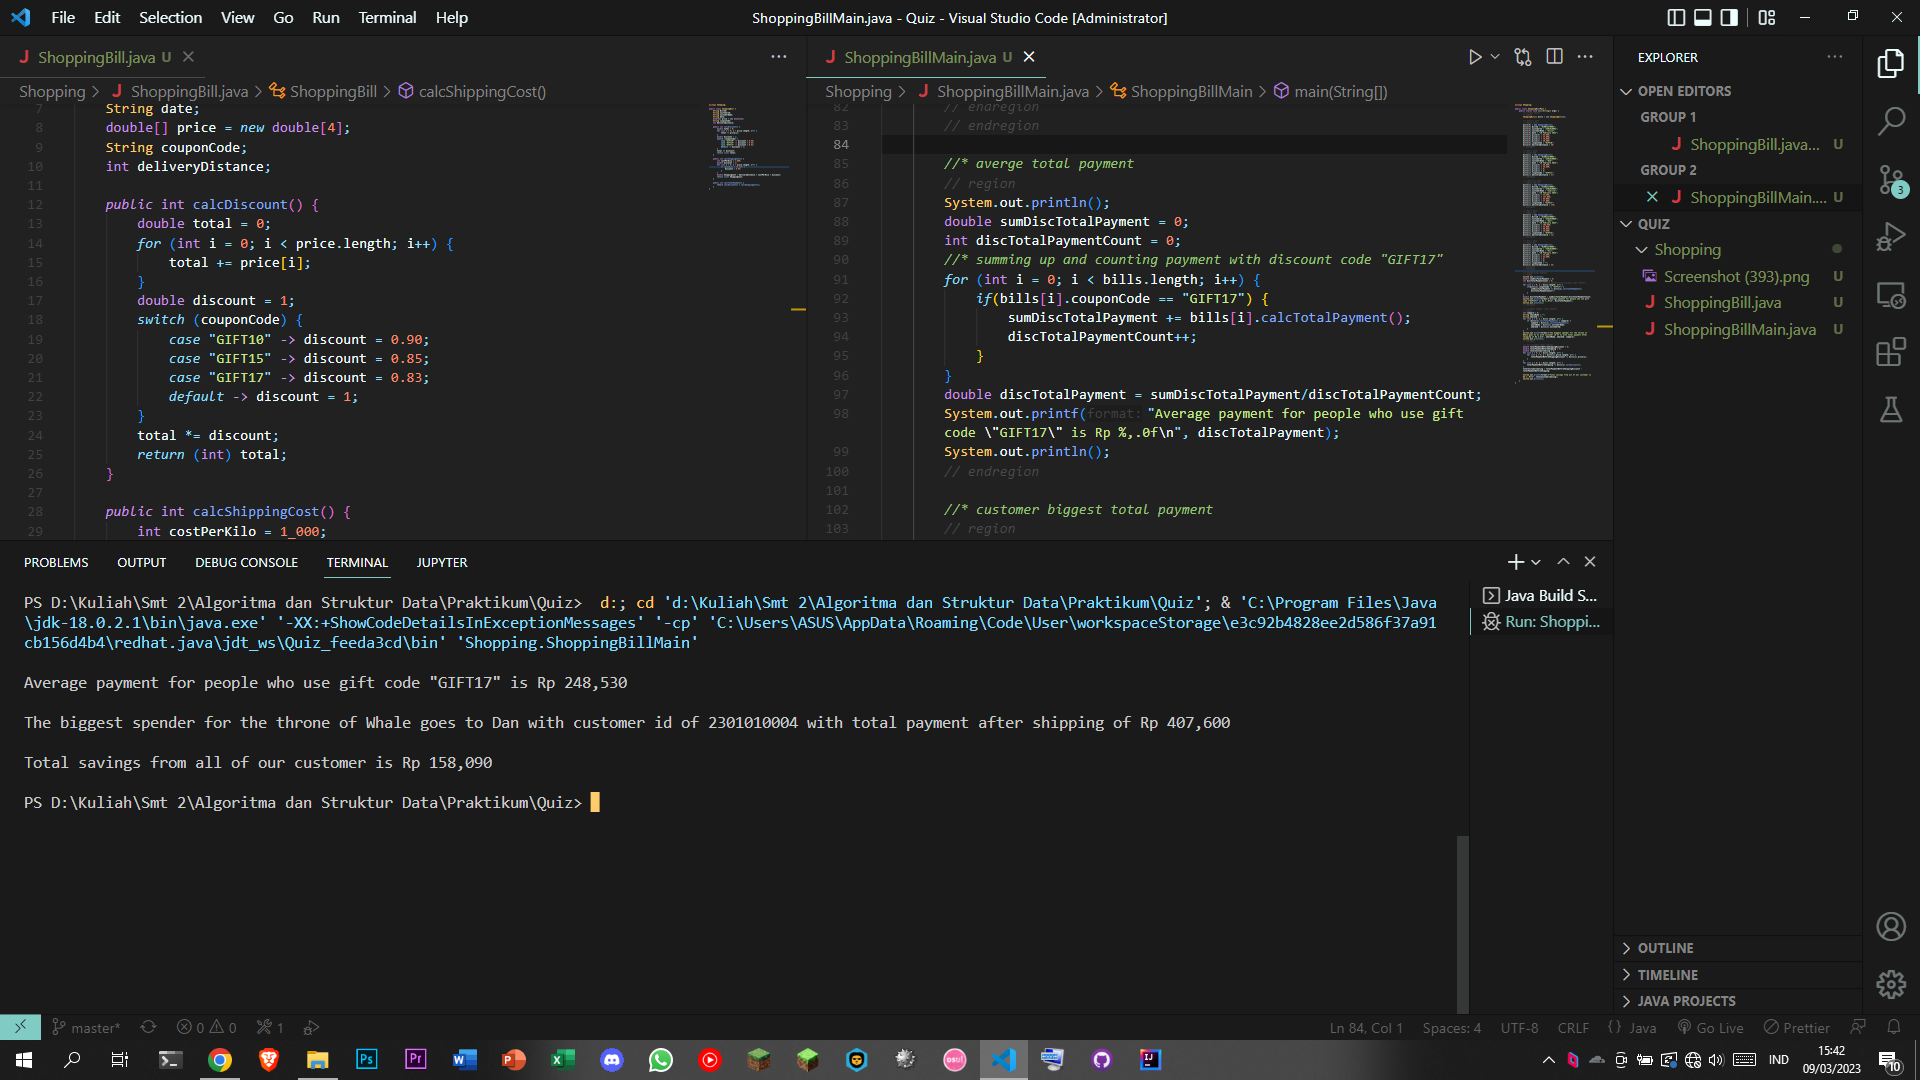 File Edit Selection View Go Run Terminal Help
ShoppingBillMain.java - Quiz - Visual Studio Code [Administrator]
ShoppingBill.java U
Shopping > ShoppingBill.java > ShoppingBill > calcShippingCost()
7 String date;
8 double[] price = new double[4];
9 String couponCode;
10 int deliveryDistance;
11
12 public int calcDiscount() {
13 double total = 0;
14 for (int i = 0; i < price.length; i++) {
15 total += price[i];
16 }
17 double discount = 1;
18 switch (couponCode) {
19 case "GIFT10" -> discount = 0.90;
20 case "GIFT15" -> discount = 0.85;
21 case "GIFT17" -> discount = 0.83;
22 default -> discount = 1;
23 }
24 total *= discount;
25 return (int) total;
26 }
27
28 public int calcShippingCost() {
29 int costPerKilo = 1_000;
ShoppingBillMain.java U
Shopping > ShoppingBillMain.java > ShoppingBillMain > main(String[])
82 // endregion
83 // endregion
84
85 //* averge total payment
86 // region
87 System.out.println();
88 double sumDiscTotalPayment = 0;
89 int discTotalPaymentCount = 0;
90 //* summing up and counting payment with discount code "GIFT17"
91 for (int i = 0; i < bills.length; i++) {
92 if(bills[i].couponCode == "GIFT17") {
93 sumDiscTotalPayment += bills[i].calcTotalPayment();
94 discTotalPaymentCount++;
95 }
96 }
97 double discTotalPayment = sumDiscTotalPayment/discTotalPaymentCount;
98 System.out.printf(format: "Average payment for people who use gift
code \"GIFT17\" is Rp %,.0f\n", discTotalPayment);
99 System.out.println();
100 // endregion
101
102 //* customer biggest total payment
103 // region
EXPLORER
OPEN EDITORS
GROUP 1
ShoppingBill.java... U
GROUP 2
ShoppingBillMain.... U
QUIZ
Shopping
Screenshot (393).png U
ShoppingBill.java U
ShoppingBillMain.java U
OUTLINE
TIMELINE
JAVA PROJECTS
3
PROBLEMS OUTPUT DEBUG CONSOLE TERMINAL JUPYTER
PS D:\Kuliah\Smt 2\Algoritma dan Struktur Data\Praktikum\Quiz> d:; cd 'd:\Kuliah\Smt 2\Algoritma dan Struktur Data\Praktikum\Quiz'; & 'C:\Program Files\Java
\jdk-18.0.2.1\bin\java.exe' '-XX:+ShowCodeDetailsInExceptionMessages' '-cp' 'C:\Users\ASUS\AppData\Roaming\Code\User\workspaceStorage\e3c92b4828ee2d586f37a91
cb156d4b4\redhat.java\jdt_ws\Quiz_feeda3cd\bin' 'Shopping.ShoppingBillMain'
Average payment for people who use gift code "GIFT17" is Rp 248,530
The biggest spender for the throne of Whale goes to Dan with customer id of 2301010004 with total payment after shipping of Rp 407,600
Total savings from all of our customer is Rp 158,090
PS D:\Kuliah\Smt 2\Algoritma dan Struktur Data\Praktikum\Quiz>
Java Build S...
Run: Shoppi...
master* 0 0 1
Ln 84, Col 1 Spaces: 4 UTF-8 CRLF {} Java Go Live Prettier
IND
15:42
09/03/2023
10